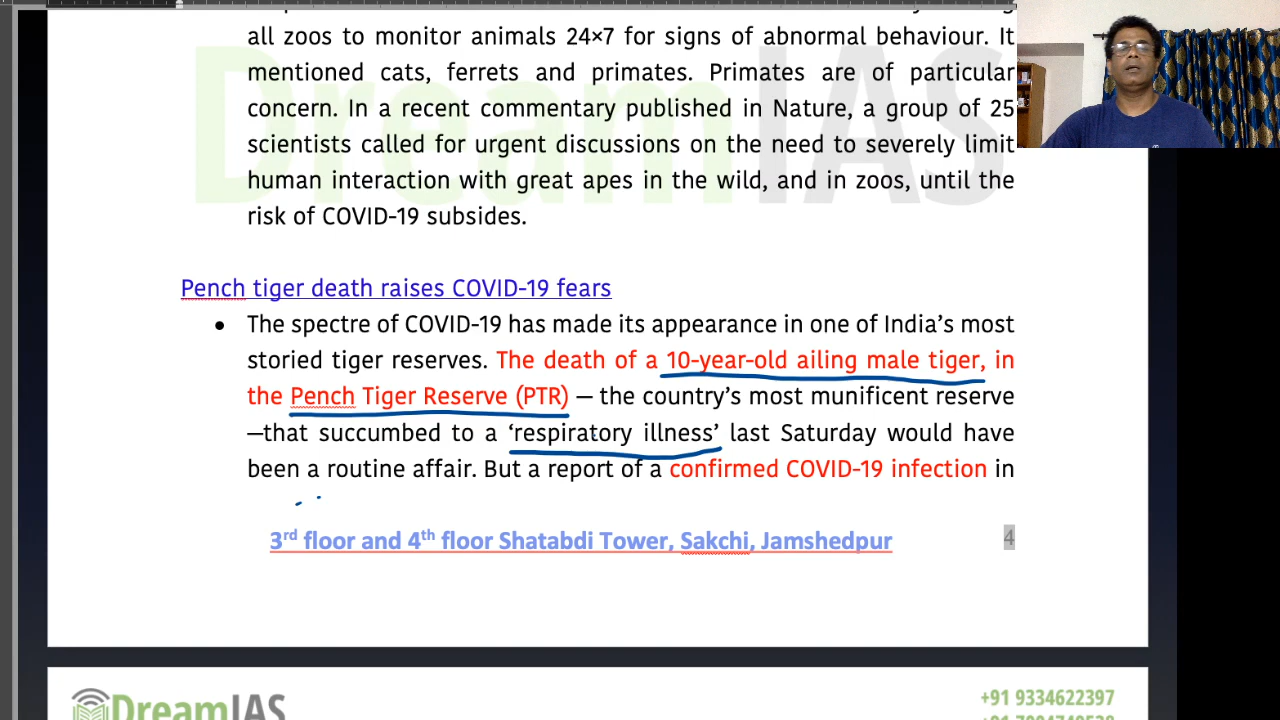 all zoos to monitor animals 24×7 for signs of abnormal behaviour. It
mentioned cats, ferrets and primates. Primates are of particular
concern. In a recent commentary published in Nature, a group of 25
scientists called for urgent discussions on the need to severely limit
human interaction with great apes in the wild, and in zoos, until the
risk of COVID-19 subsides.
DreamIAS
Pench tiger death raises COVID-19 fears
• The spectre of COVID-19 has made its appearance in one of India’s most
storied tiger reserves. The death of a 10-year-old ailing male tiger, in
the Pench Tiger Reserve (PTR) — the country’s most munificent reserve
—that succumbed to a ‘respiratory illness’ last Saturday would have
been a routine affair. But a report of a confirmed COVID-19 infection in
3rd floor and 4th floor Shatabdi Tower, Sakchi, Jamshedpur
4
DreamIAS
+91 9334622397